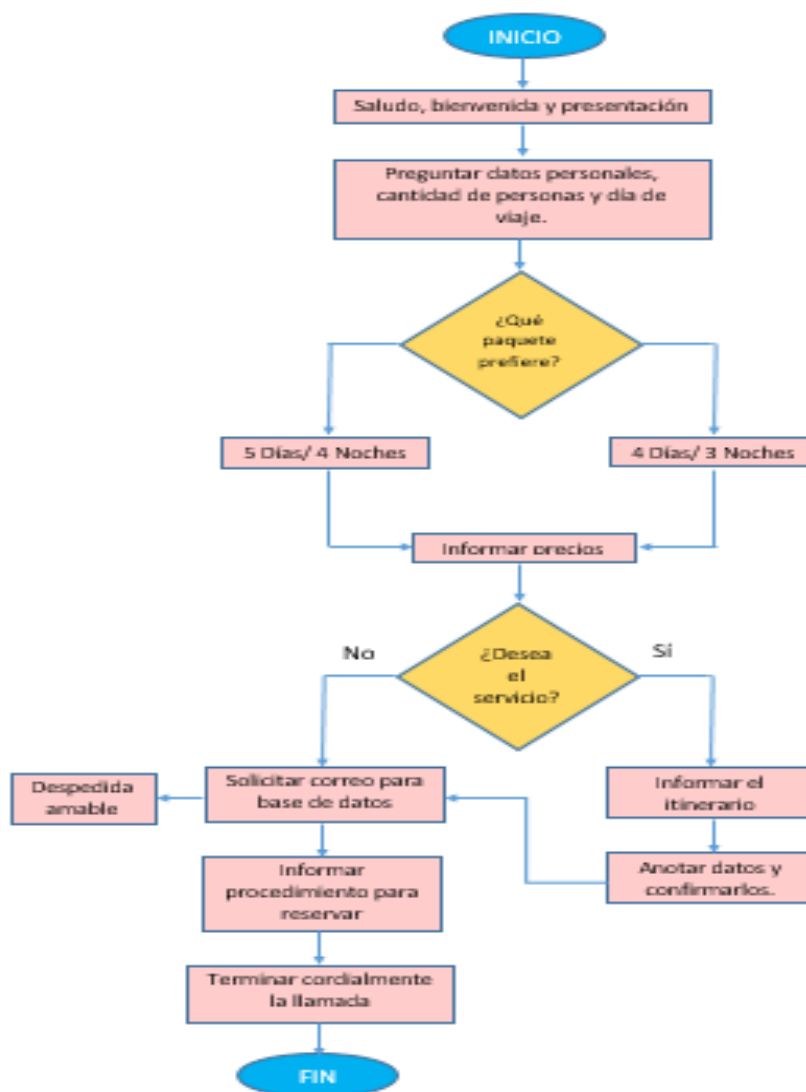 INICIO
Saludo, bienvenida y presentación
Preguntar datos personales,
cantidad de personas y día de
viaje.
¿Qué
paquete
prefiere?
5 Días/ 4 Noches
4 Días/ 3 Noches
Informar precios
No
¿Desea
el
servicio?
Sí
Despedida
amable
Solicitar correo para
base de datos
Informar el
itinerario
Informar
procedimiento para
reservar
Anotar datos y
confirmarlos.
Terminar cordialmente
la llamada
FIN